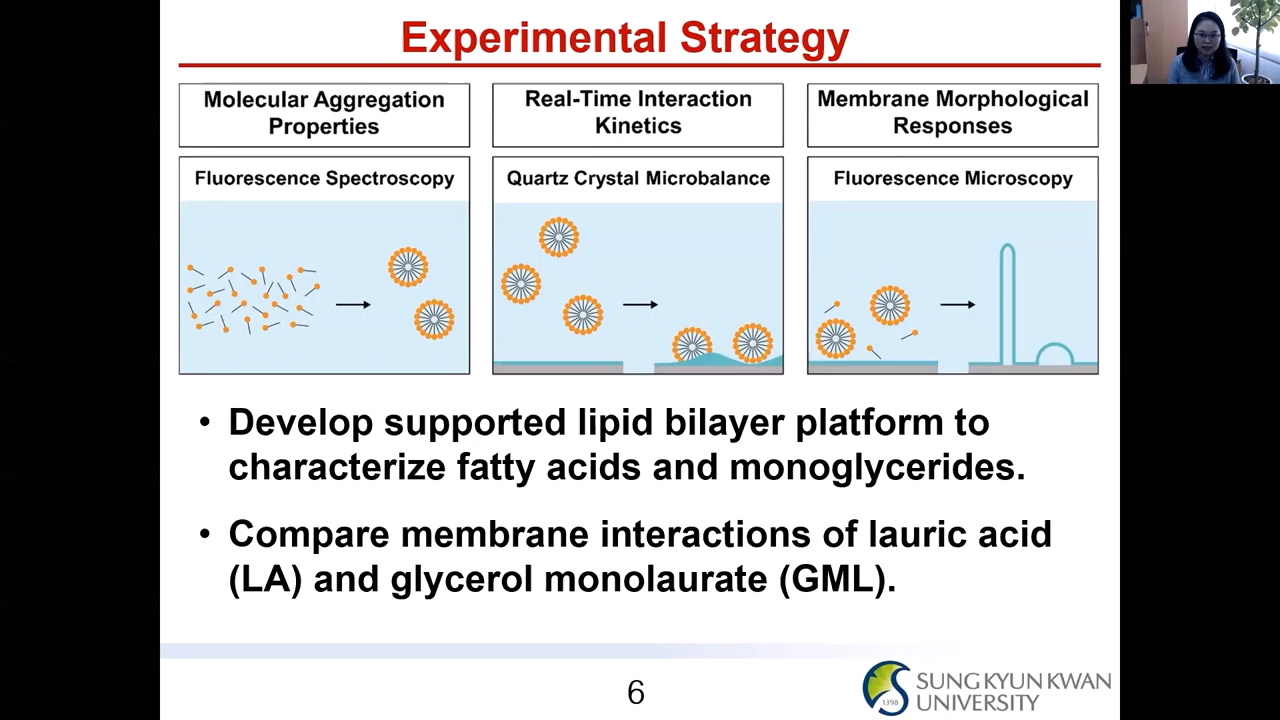 Experimental Strategy
Molecular Aggregation
Properties
Real-Time Interaction
Kinetics
Membrane Morphological
Responses
Fluorescence Spectroscopy
Quartz Crystal Microbalance
Fluorescence Microscopy
• Develop supported lipid bilayer platform to
characterize fatty acids and monoglycerides.
• Compare membrane interactions of lauric acid
(LA) and glycerol monolaurate (GML).
6
1398
SUNG KYUN KWAN
UNIVERSITY